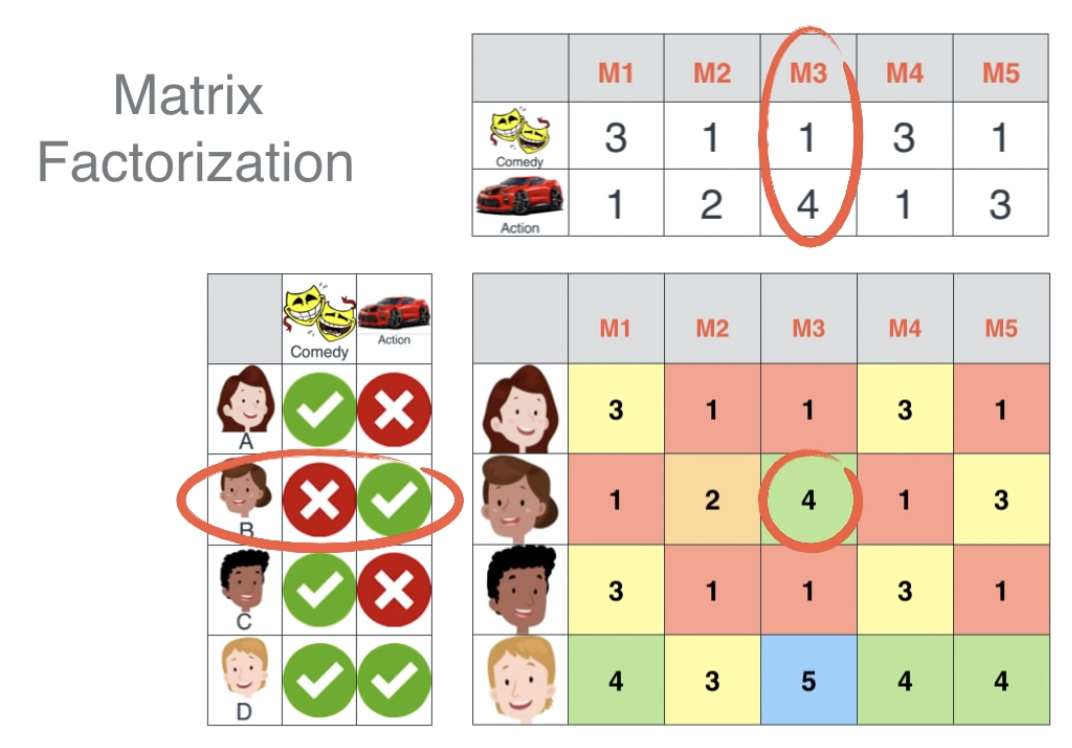 Matrix
Factorization
M1 M2 M3 M4 M5
Comedy 3 1 1 3 1
Action 1 2 4 1 3
Comedy Action
A
B
C
D
M1 M2 M3 M4 M5
3 1 1 3 1
1 2 4 1 3
3 1 1 3 1
4 3 5 4 4